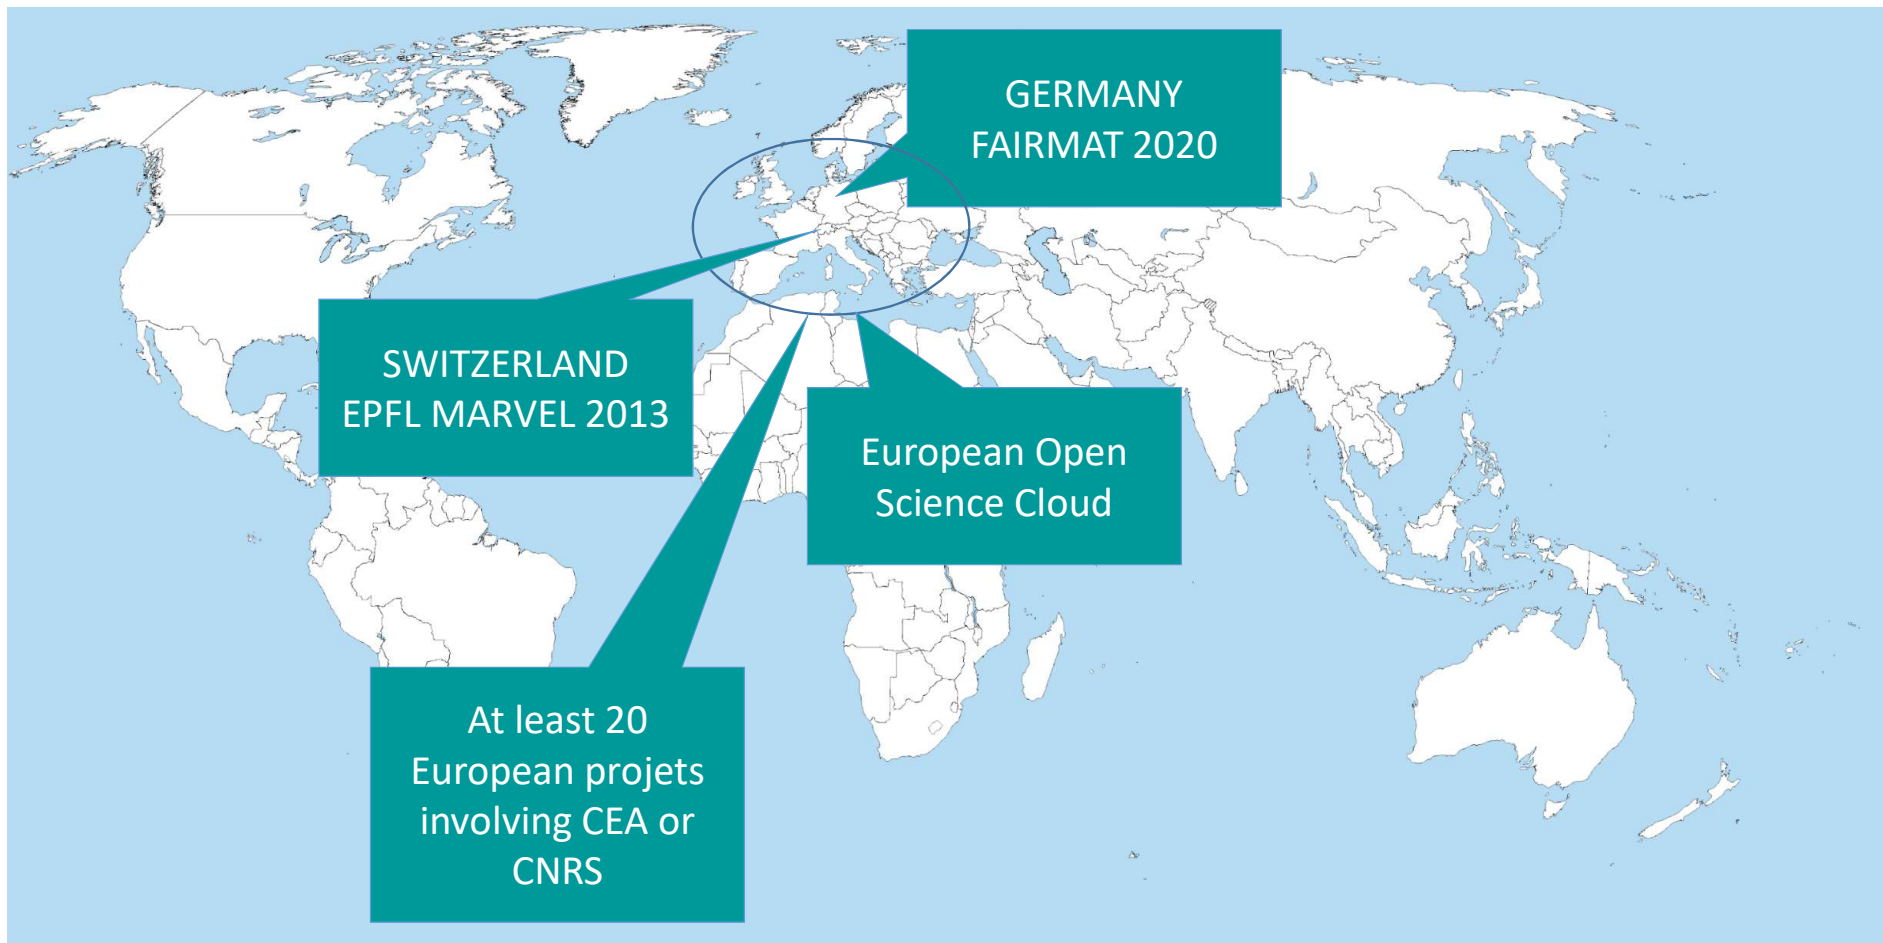 GERMANY
FAIRMAT 2020
SWITZERLAND
EPFL MARVEL 2013
European Open
Science Cloud
At least 20
European projets
involving CEA or
CNRS